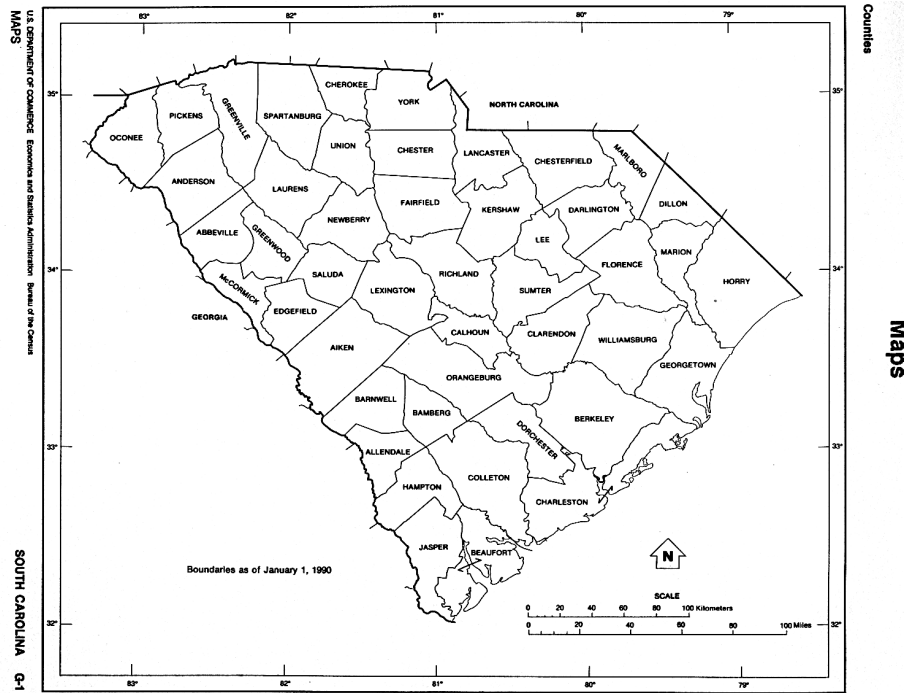 Counties
Maps
U.S. DEPARTMENT OF COMMERCE Economics and Statistics Administration Bureau of the Census
MAPS
SOUTH CAROLINA G-1
83° 82° 81° 80° 79°
35° 35°
34° 34°
33° 33°
32° 32°
83° 82° 81° 80° 79°
NORTH CAROLINA
GEORGIA
CHEROKEE
YORK
PICKENS
GREENVILLE
SPARTANBURG
OCONEE
UNION
CHESTER
LANCASTER
CHESTERFIELD
MARLBORO
ANDERSON
LAURENS
FAIRFIELD
KERSHAW
DARLINGTON
DILLON
ABBEVILLE
GREENWOOD
NEWBERRY
LEE
FLORENCE
MARION
HORRY
McCORMICK
SALUDA
LEXINGTON
RICHLAND
SUMTER
EDGEFIELD
CALHOUN
CLARENDON
WILLIAMSBURG
AIKEN
GEORGETOWN
ORANGEBURG
BARNWELL
BAMBERG
DORCHESTER
BERKELEY
ALLENDALE
HAMPTON
COLLETON
CHARLESTON
JASPER
BEAUFORT
Boundaries as of January 1, 1990
N
SCALE
0 20 40 60 80 100 Kilometers
0 20 40 60 80 100 Miles